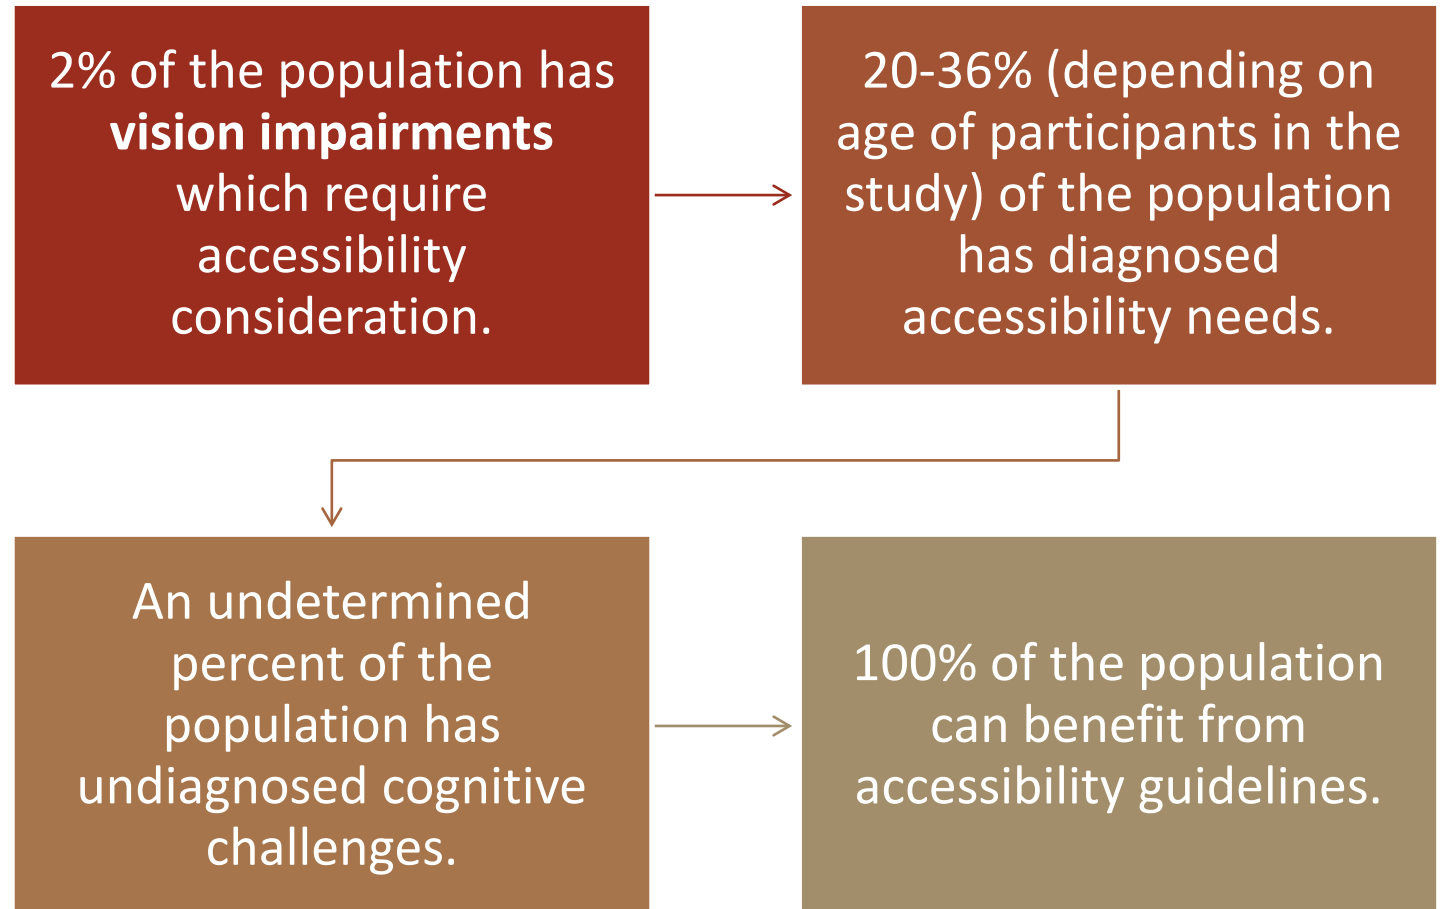 2% of the population has
vision impairments
which require
accessibility
consideration.
20-36% (depending on
age of participants in the
study) of the population
has diagnosed
accessibility needs.
An undetermined
percent of the
population has
undiagnosed cognitive
challenges.
100% of the population
can benefit from
accessibility guidelines.